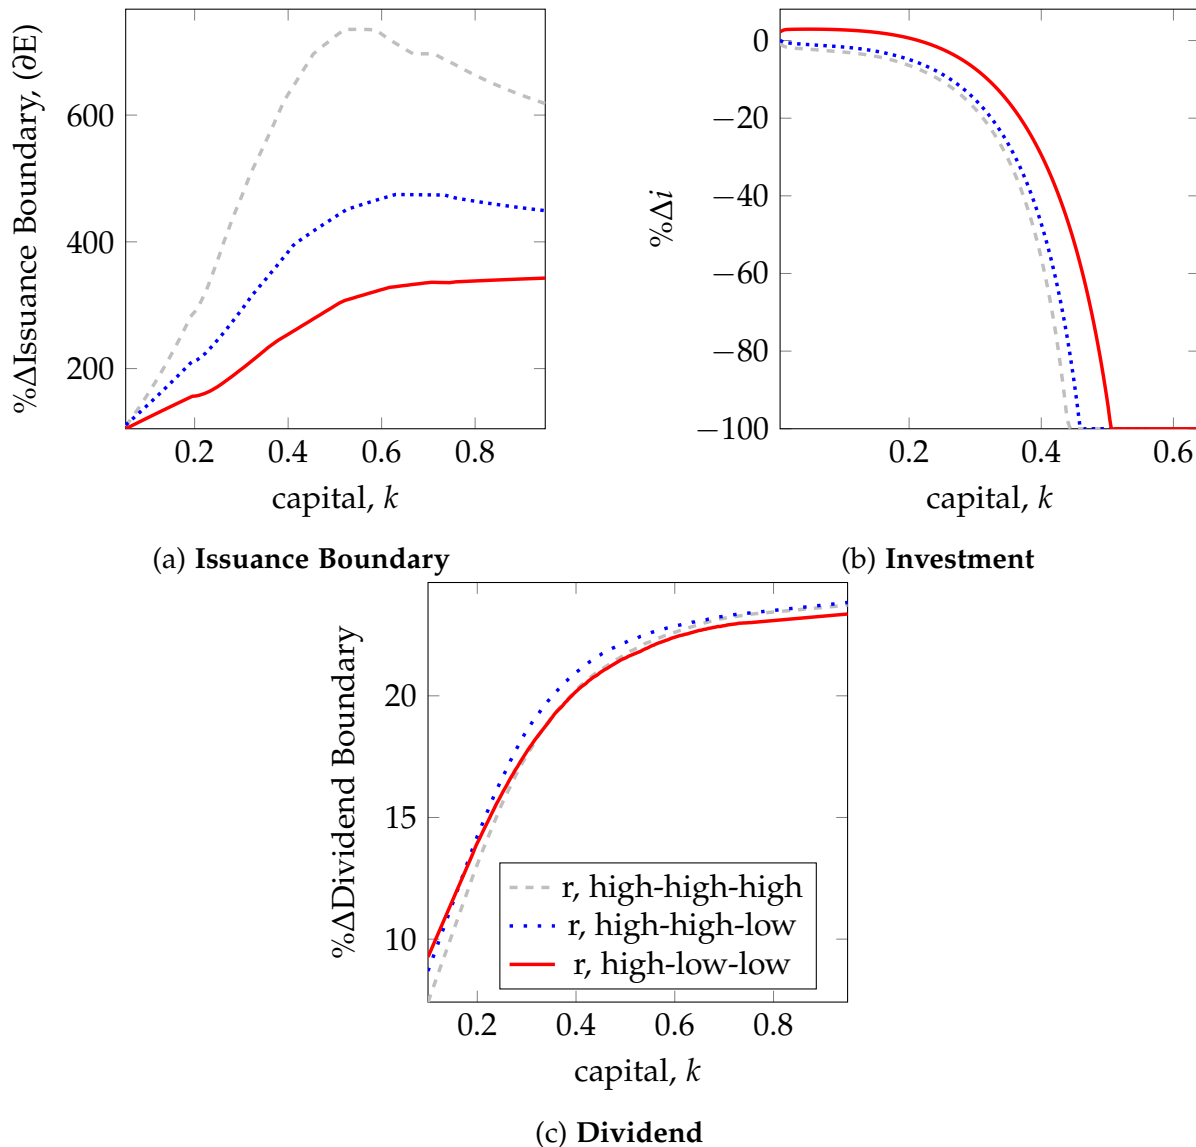 %ΔIssuance Boundary, (∂E)
600
400
200
0.2 0.4 0.6 0.8
capital, k
(a) Issuance Boundary
%Δi
0
−20
−40
−60
−80
−100
0.2 0.4 0.6
capital, k
(b) Investment
%ΔDividend Boundary
20
15
10
r, high-high-high
r, high-high-low
r, high-low-low
0.2 0.4 0.6 0.8
capital, k
(c) Dividend